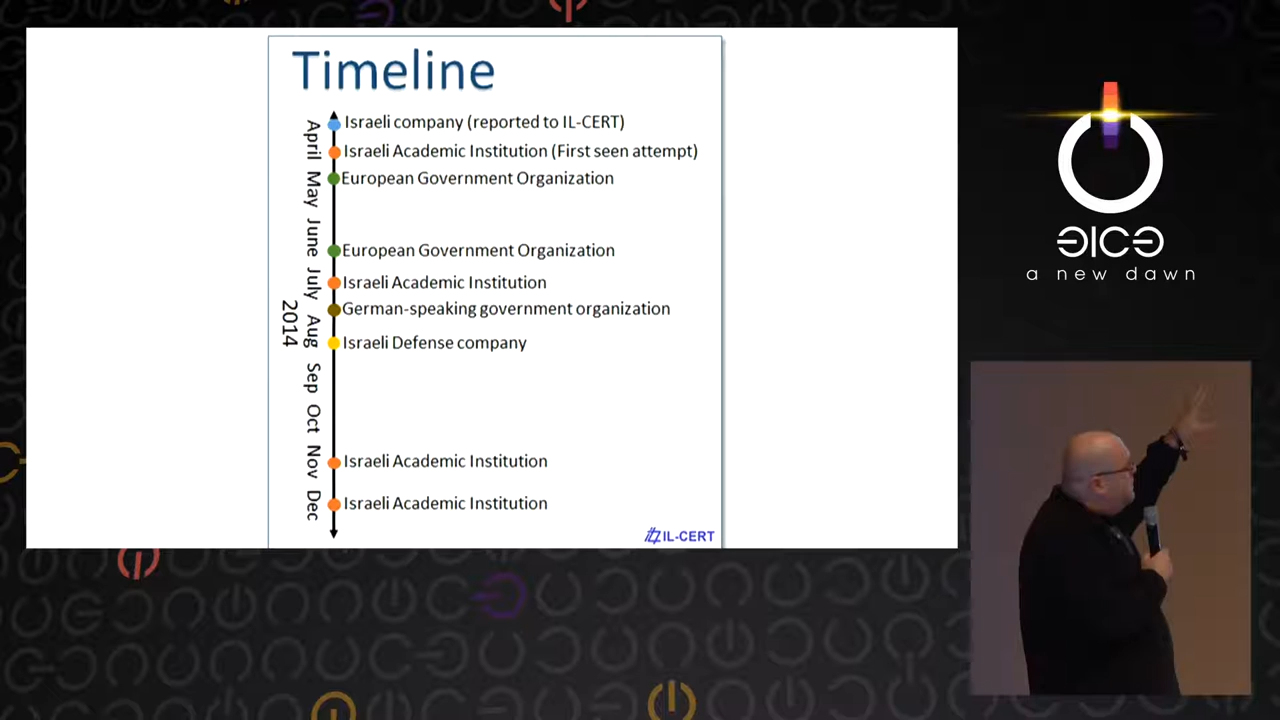 Timeline
Israeli company (reported to IL-CERT)
Israeli Academic Institution (First seen attempt)
European Government Organization
European Government Organization
Israeli Academic Institution
German-speaking government organization
Israeli Defense company
Israeli Academic Institution
Israeli Academic Institution
April May June July Aug Sep Oct Nov Dec
2014
IL-CERT
a new dawn